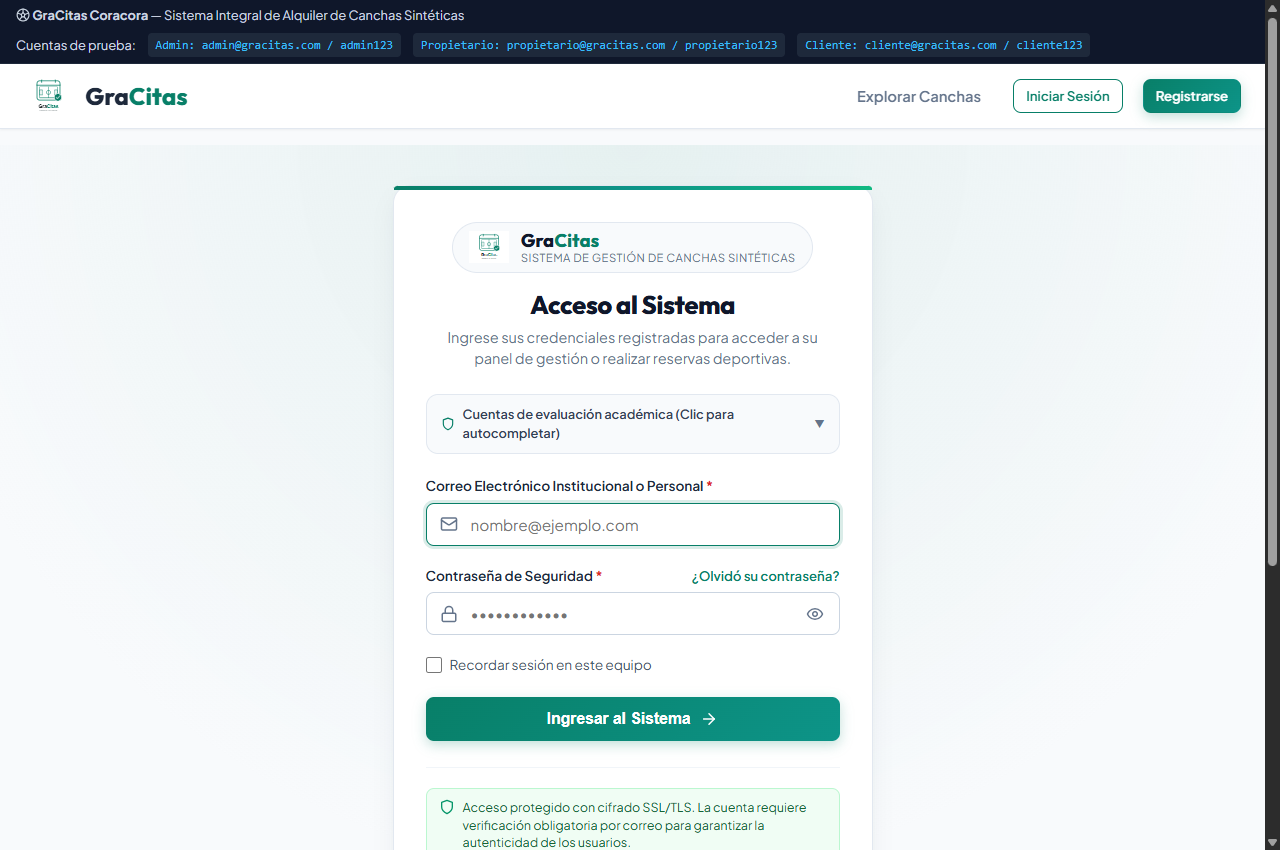 GraCitas Coracora — Sistema Integral de Alquiler de Canchas Sintéticas
Cuentas de prueba: Admin: admin@gracitas.com / admin123 Propietario: propietario@gracitas.com / propietario123 Cliente: cliente@gracitas.com / cliente123
GraCitas
GraCitas Explorar Canchas Iniciar Sesión Registrarse
GraCitas
GraCitas
SISTEMA DE GESTIÓN DE CANCHAS SINTÉTICAS
Acceso al Sistema
Ingrese sus credenciales registradas para acceder a su
panel de gestión o realizar reservas deportivas.
Cuentas de evaluación académica (Clic para
autocompletar) ▼
Correo Electrónico Institucional o Personal *
nombre@ejemplo.com
Contraseña de Seguridad * ¿Olvidó su contraseña?
••••••••••••
Recordar sesión en este equipo
Ingresar al Sistema →
Acceso protegido con cifrado SSL/TLS. La cuenta requiere
verificación obligatoria por correo para garantizar la
autenticidad de los usuarios.